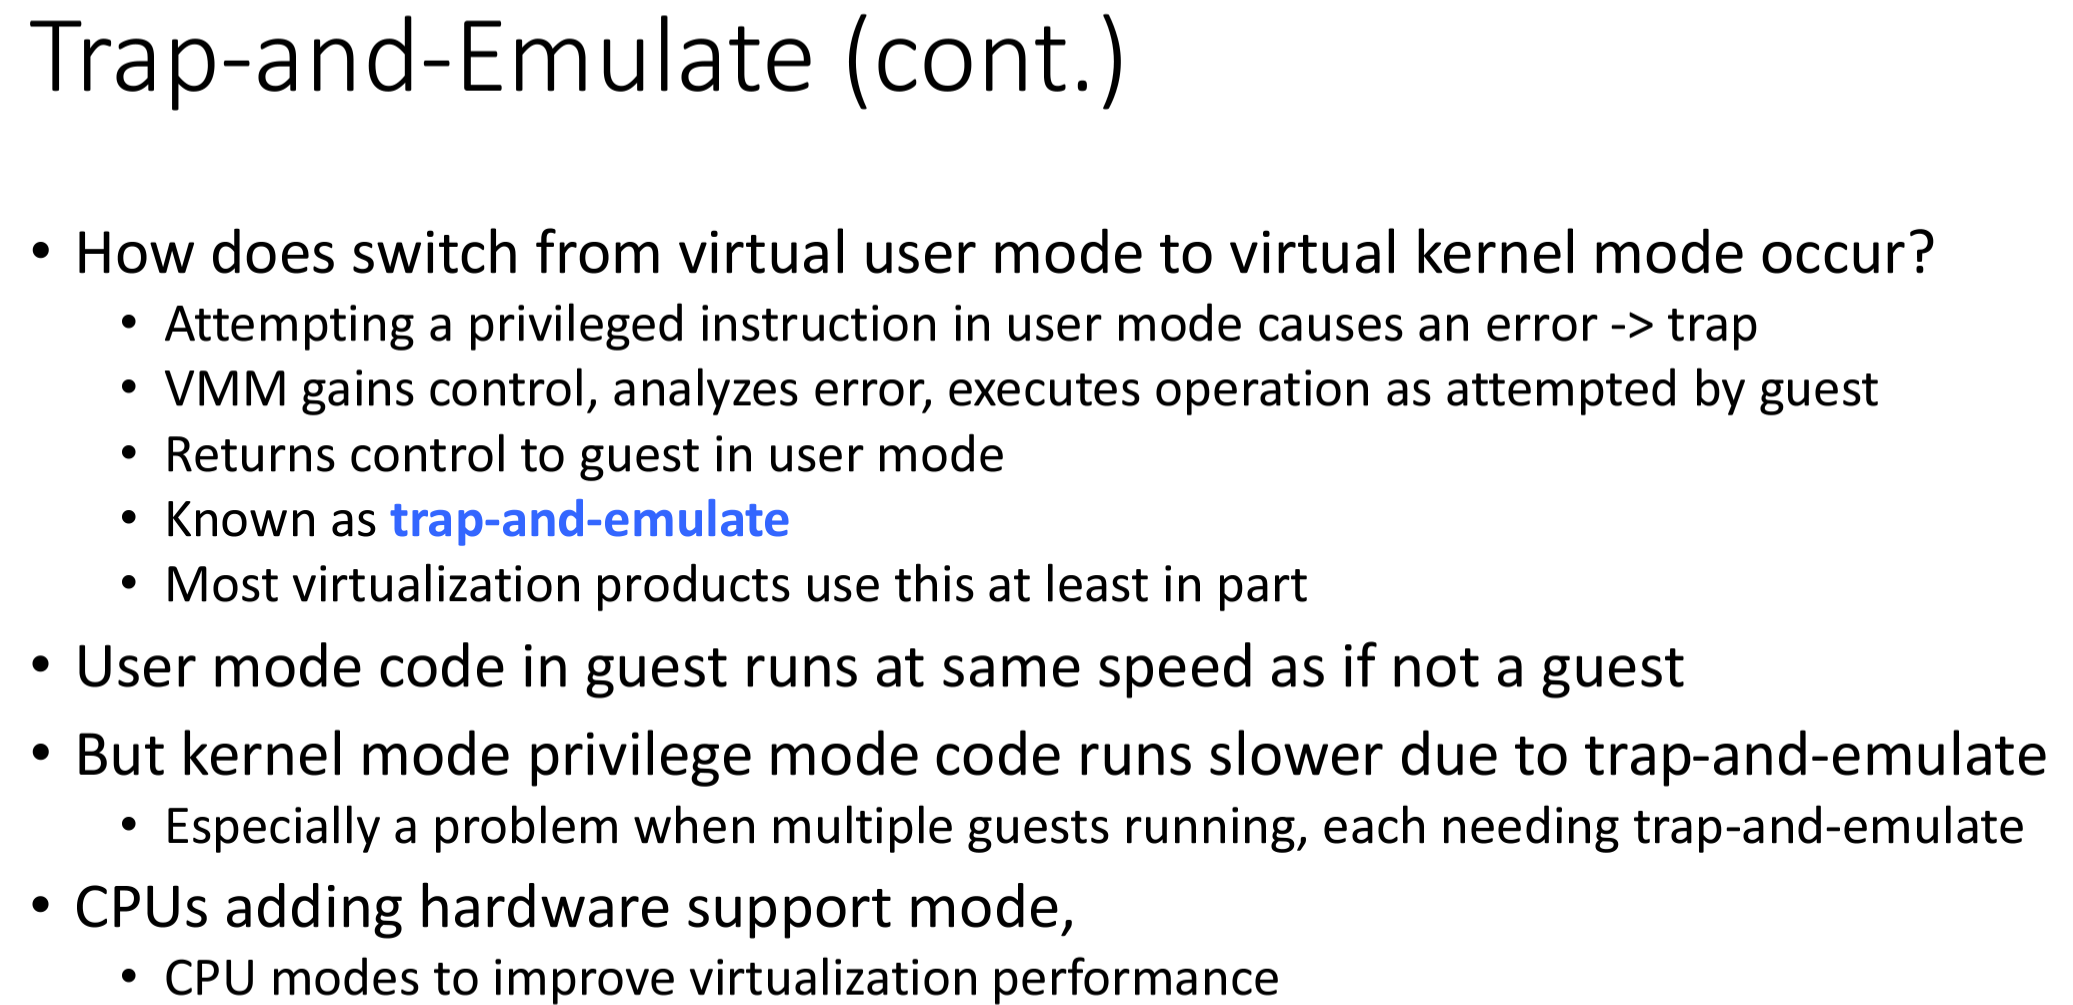 Trap-and-Emulate (cont.)
• How does switch from virtual user mode to virtual kernel mode occur?
• Attempting a privileged instruction in user mode causes an error -> trap
• VMM gains control, analyzes error, executes operation as attempted by guest
• Returns control to guest in user mode
• Known as trap-and-emulate
• Most virtualization products use this at least in part
• User mode code in guest runs at same speed as if not a guest
• But kernel mode privilege mode code runs slower due to trap-and-emulate
• Especially a problem when multiple guests running, each needing trap-and-emulate
• CPUs adding hardware support mode,
• CPU modes to improve virtualization performance